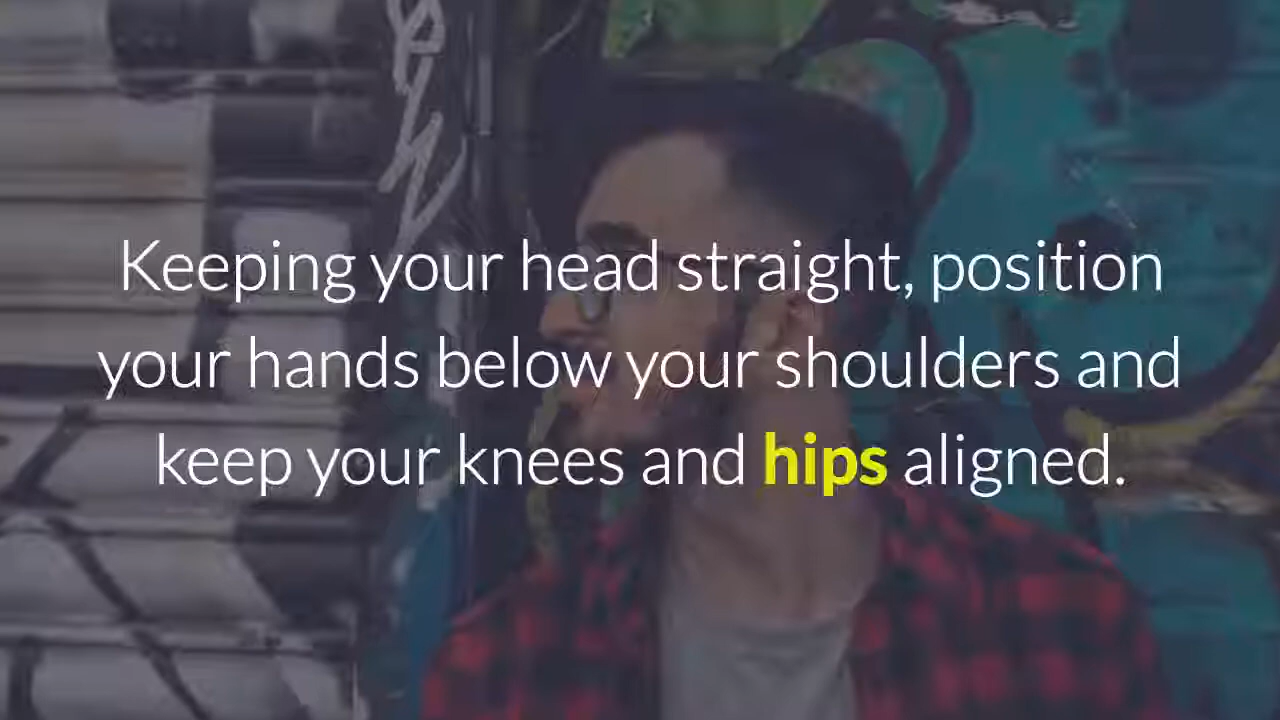 Keeping your head straight, position
your hands below your shoulders and
keep your knees and hips aligned.